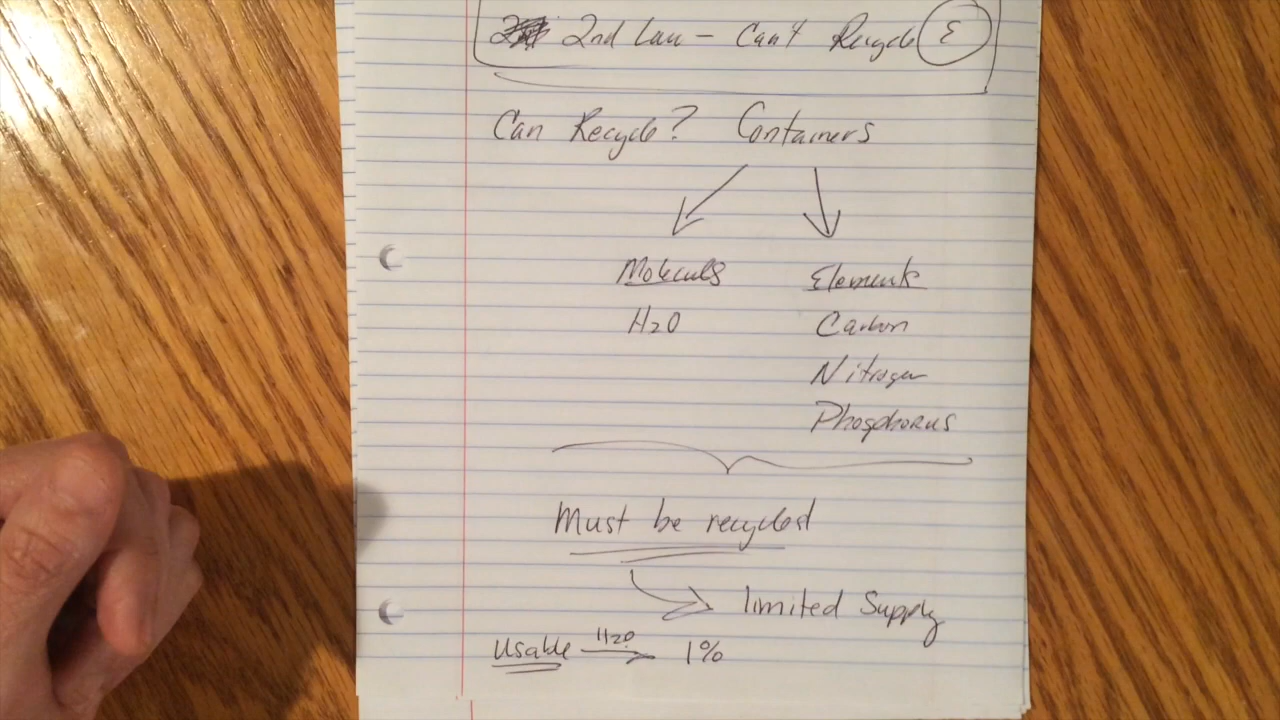 2nd Law - Can't Recycle E
Can Recycle? Containers
Molecules Elements
H2O Carbon
Nitrogen
Phosphorus
Must be recycled
limited Supply
Usable H2O 1%